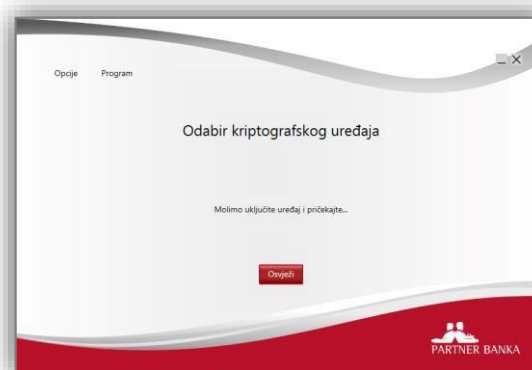 Opcije Program
Odabir kriptografskog uređaja
Molimo uključite uređaj i pričekajte...
Osvježi
PARTNER BANKA